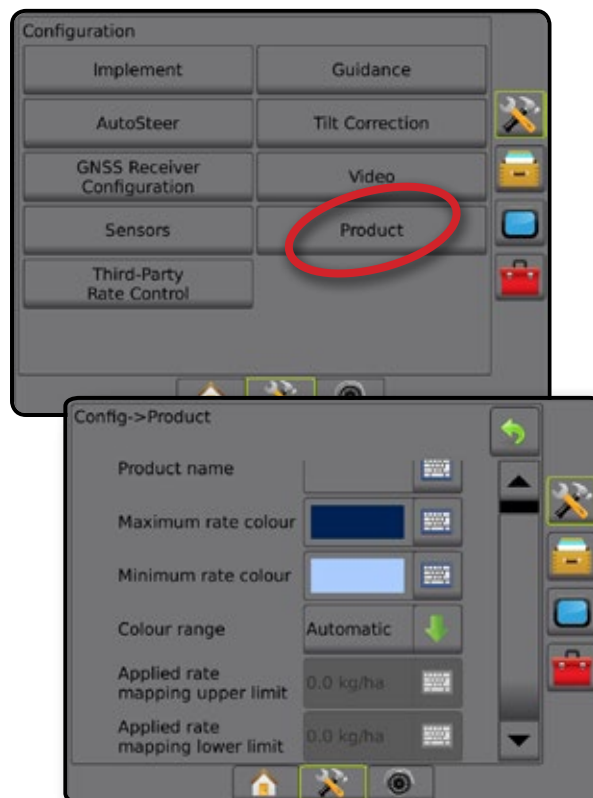 Configuration
Implement
Guidance
AutoSteer
Tilt Correction
GNSS Receiver
Configuration
Video
Sensors
Product
Third-Party
Rate Control
Config->Product
Product name
Maximum rate colour
Minimum rate colour
Colour range
Automatic
Applied rate
mapping upper limit
0.0 kg/ha
Applied rate
mapping lower limit
0.0 kg/ha